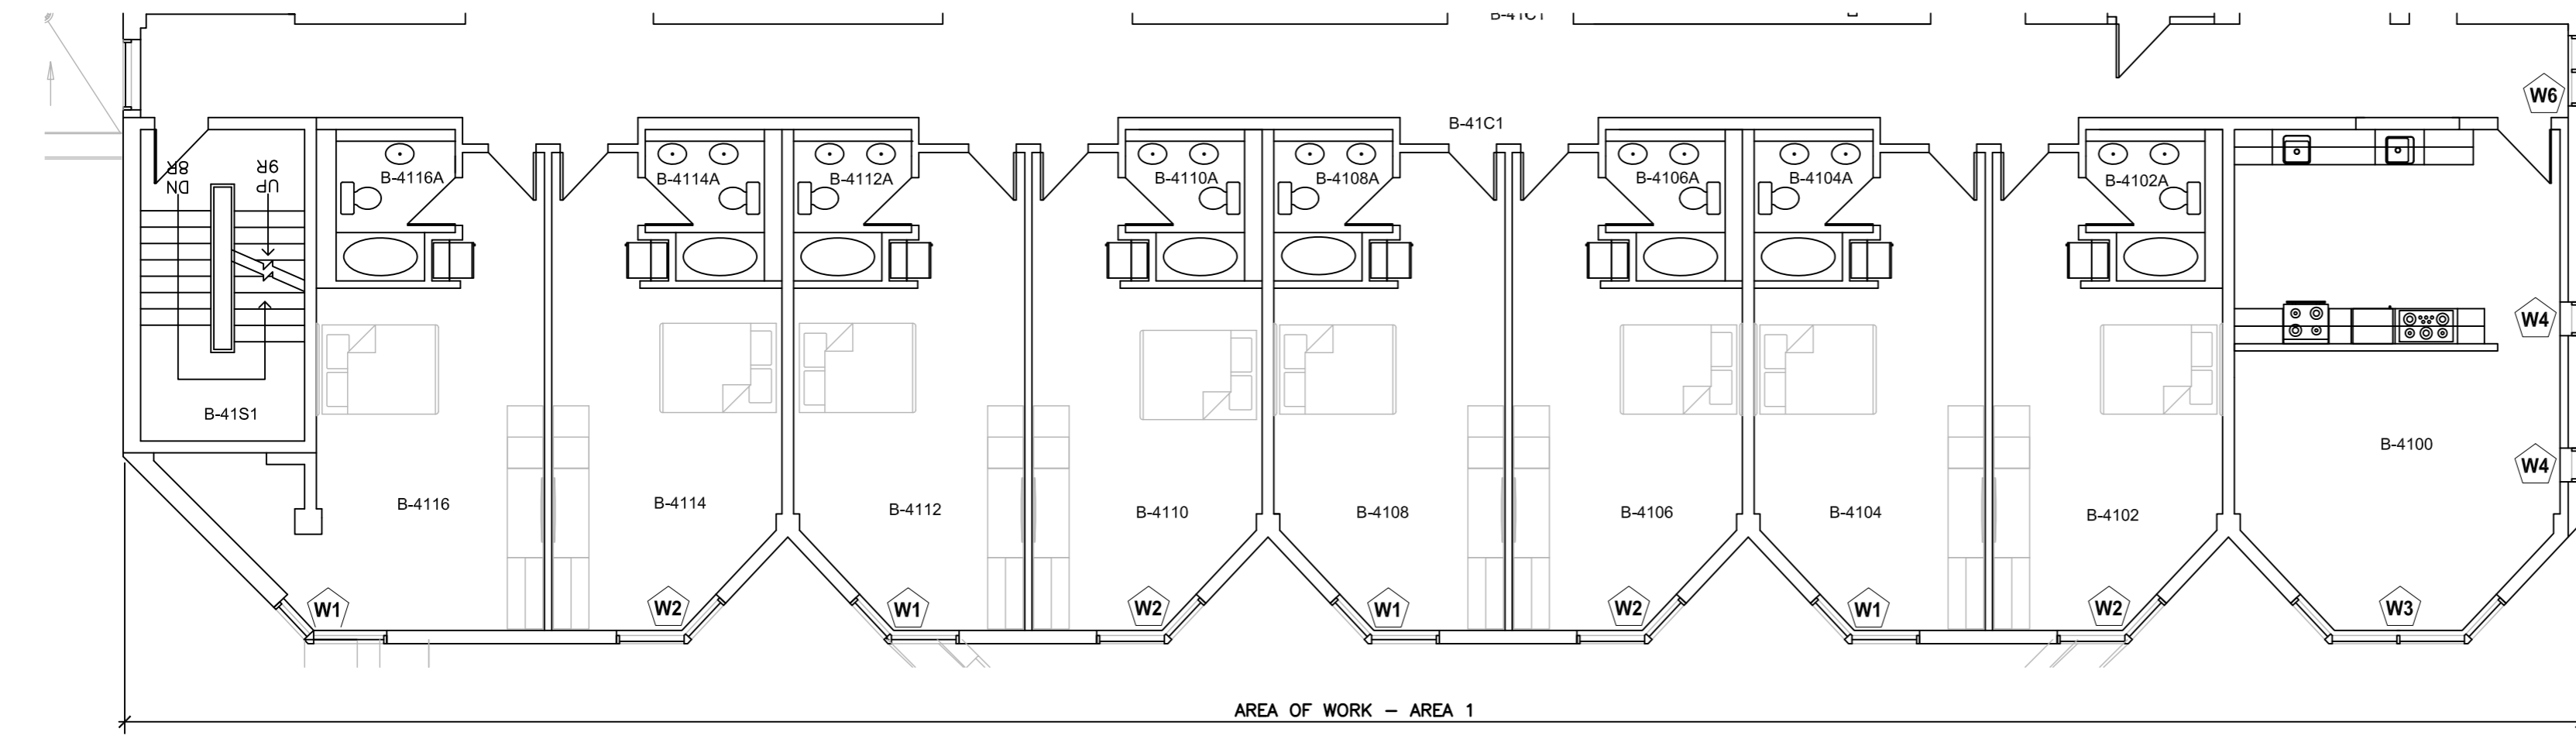 B-41C1
W6
B-41C1
8R
DN
9R
UP
B-4116A
B-4114A
B-4112A
B-4110A
B-4108A
B-4106A
B-4104A
B-4102A
W4
B-41S1
B-4100
W4
B-4116
B-4114
B-4112
B-4110
B-4108
B-4106
B-4104
B-4102
W1
W2
W1
W2
W1
W2
W1
W2
W3
AREA OF WORK – AREA 1